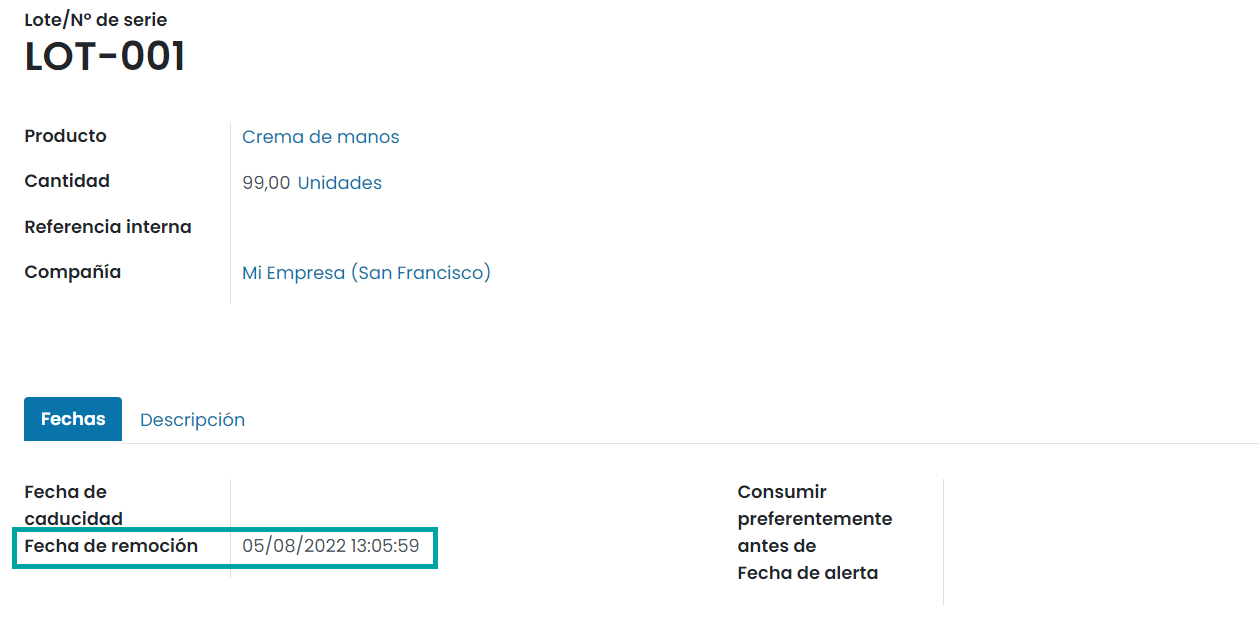 Lote/Nº de serie
LOT-001
Producto
Crema de manos
Cantidad
99,00 Unidades
Referencia interna
Compañía
Mi Empresa (San Francisco)
Fechas
Descripción
Fecha de
caducidad
Fecha de remoción
05/08/2022 13:05:59
Consumir
preferentemente
antes de
Fecha de alerta